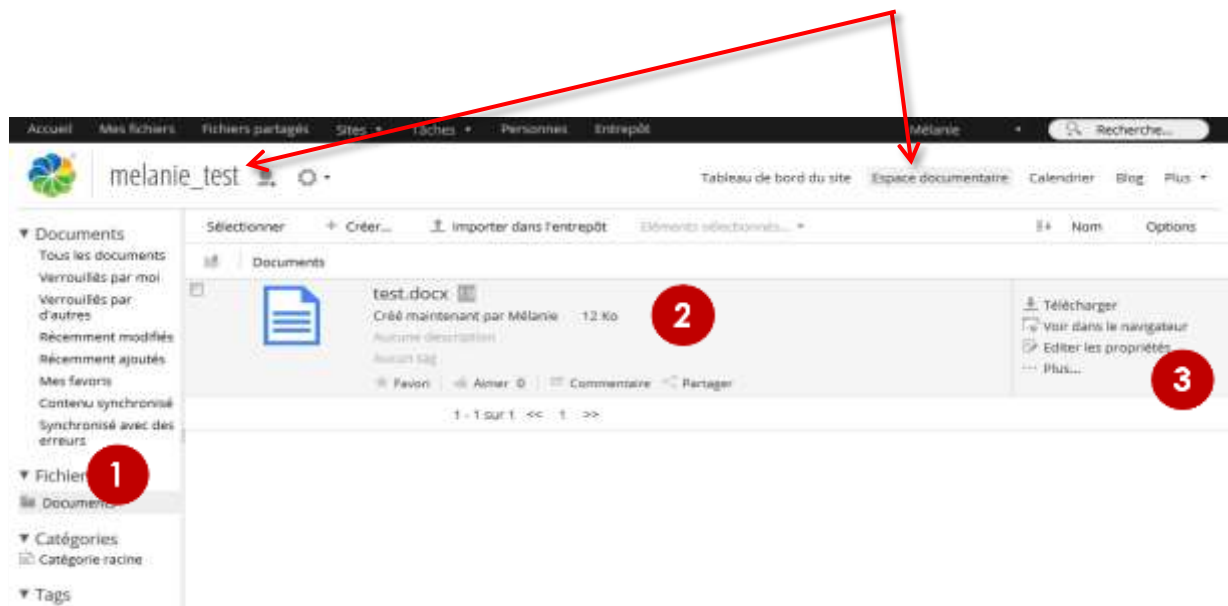 Accueil Mes fichiers Fichiers partagés Sites Tâches Personnes Entrepôt Mélanie Recherche...
melanie_test
Tableau de bord du site Espace documentaire Calendrier Blog Plus
Sélectionner + Créer... Importer dans l'entrepôt Eléments sélectionnés... Nom Options
Documents
test.docx
Créé maintenant par Mélanie 12 Ko
Aucune description
Aucun tag
Favori Aimer 0 Commentaire Partager
1 - 1 sur 1 << 1 >>
2
Télécharger
Voir dans le navigateur
Editer les propriétés
Plus...
3
Documents
Tous les documents
Verrouillés par moi
Verrouillés par
d'autres
Récemment modifiés
Récemment ajoutés
Mes favoris
Contenu synchronisé
Synchronisé avec des
erreurs
Fichier
1
Documents
Catégories
Catégorie racine
Tags